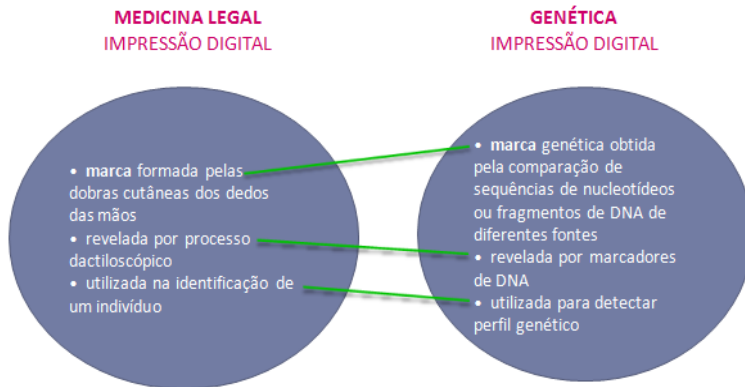 MEDICINA LEGAL
IMPRESSÃO DIGITAL
• marca formada pelas
dobras cutâneas dos dedos
das mãos
• revelada por processo
dactiloscópico
• utilizada na identificação de
um indivíduo
GENÉTICA
IMPRESSÃO DIGITAL
• marca genética obtida
pela comparação de
sequências de nucleotídeos
ou fragmentos de DNA de
diferentes fontes
• revelada por marcadores
de DNA
• utilizada para detectar
perfil genético